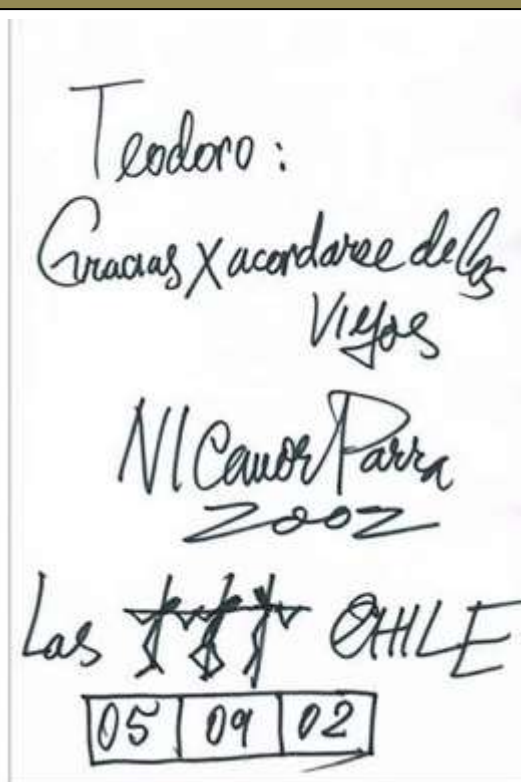 Teodoro:
Gracias X acordarse de los
Viejos
NICanor Parra
2002
Las CHILE
05 09 02